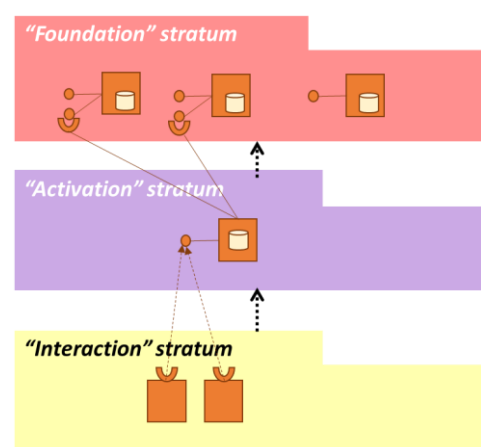 “Foundation” stratum
“Activation” stratum
“Interaction” stratum